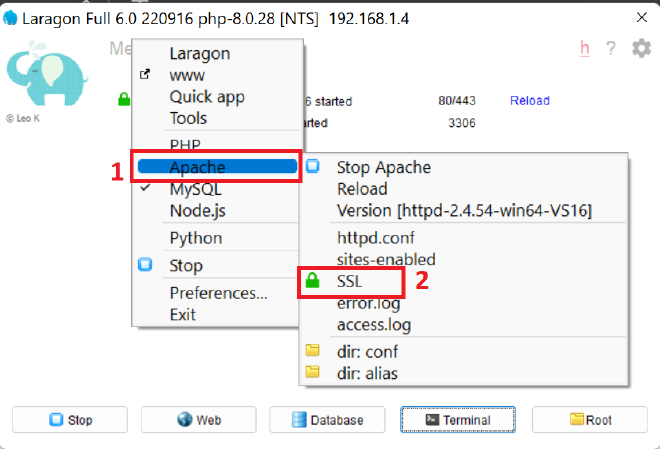 Laragon Full 6.0 220916 php-8.0.28 [NTS] 192.168.1.4
Me
h ?
© Leo K
Laragon
www
Quick app
Tools
PHP
Apache
MySQL
Node.js
Python
Stop
Preferences...
Exit
6 started 80/443 Reload
arted 3306
1
Stop Apache
Reload
Version [httpd-2.4.54-win64-VS16]
httpd.conf
sites-enabled
SSL
2
error.log
access.log
dir: conf
dir: alias
Stop
Web
Database
Terminal
Root